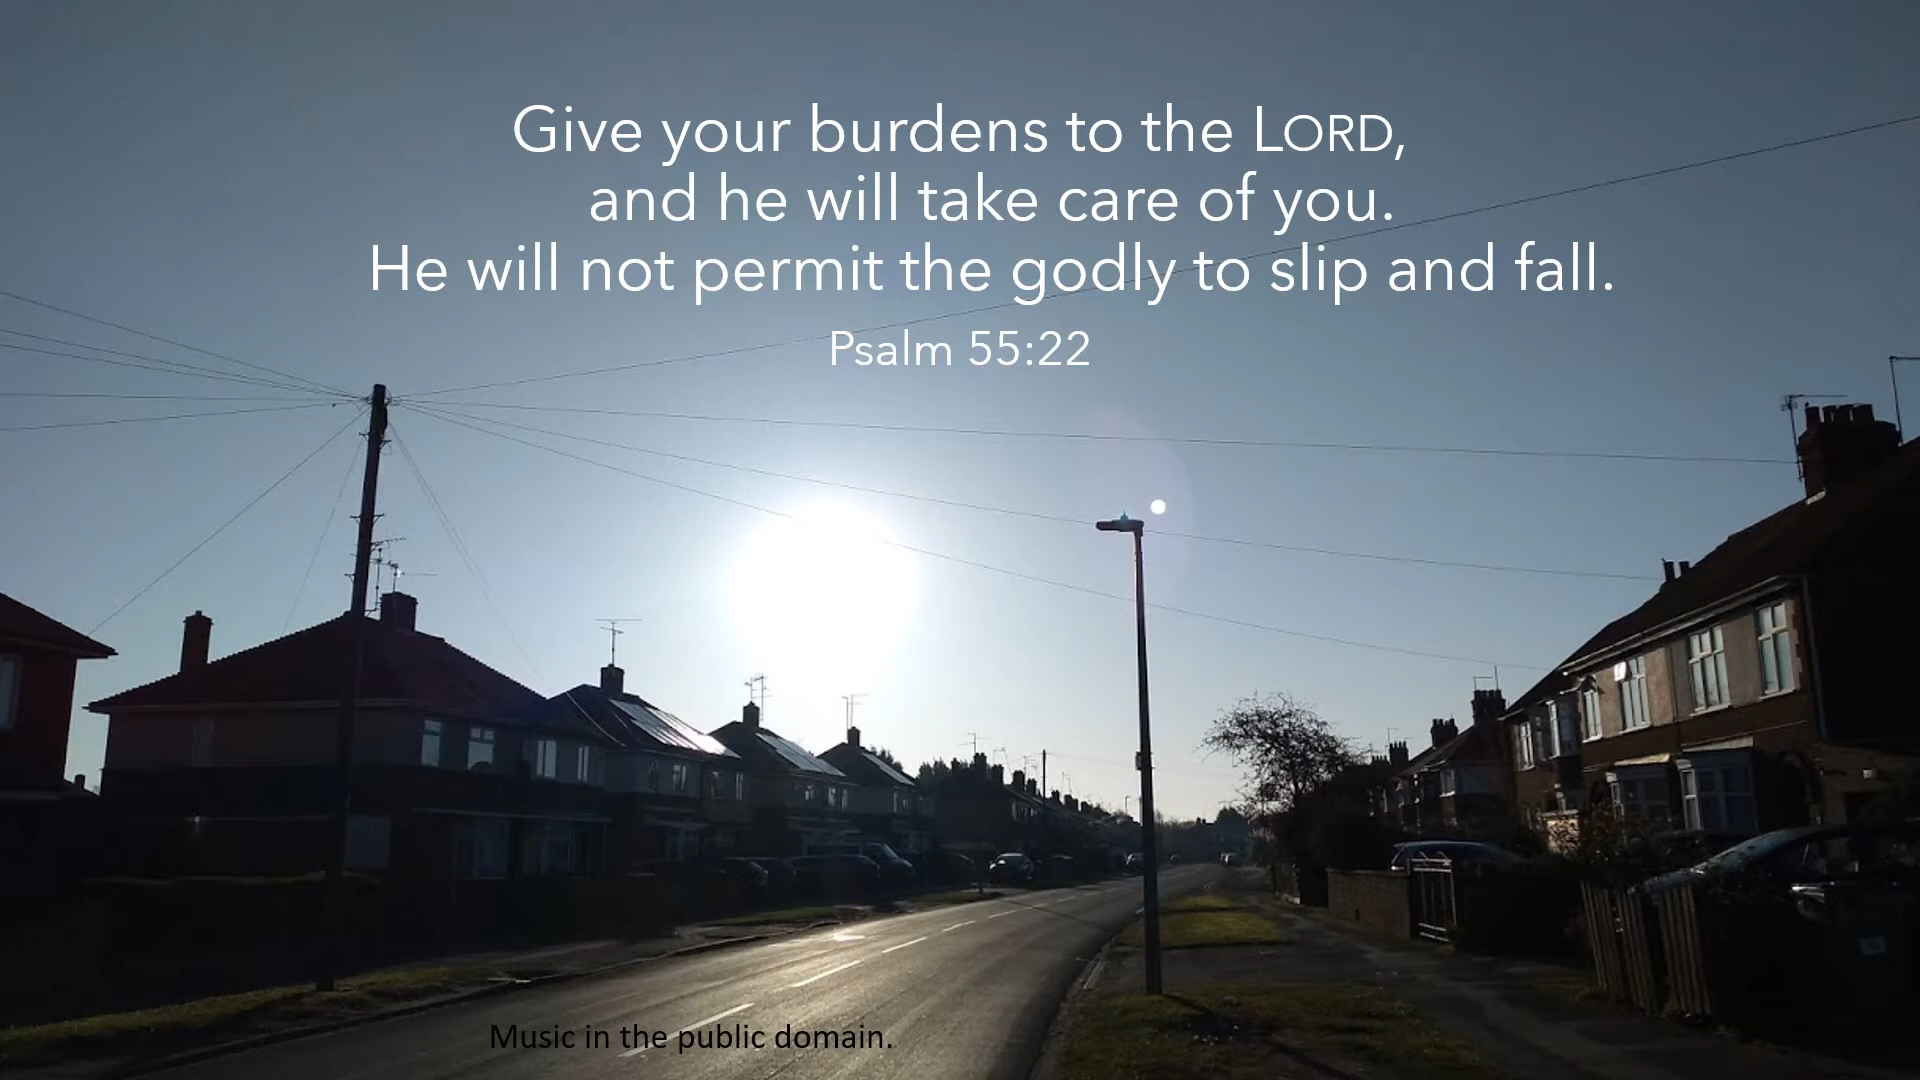 Give your burdens to the LORD,
and he will take care of you.
He will not permit the godly to slip and fall.
Psalm 55:22
Music in the public domain.